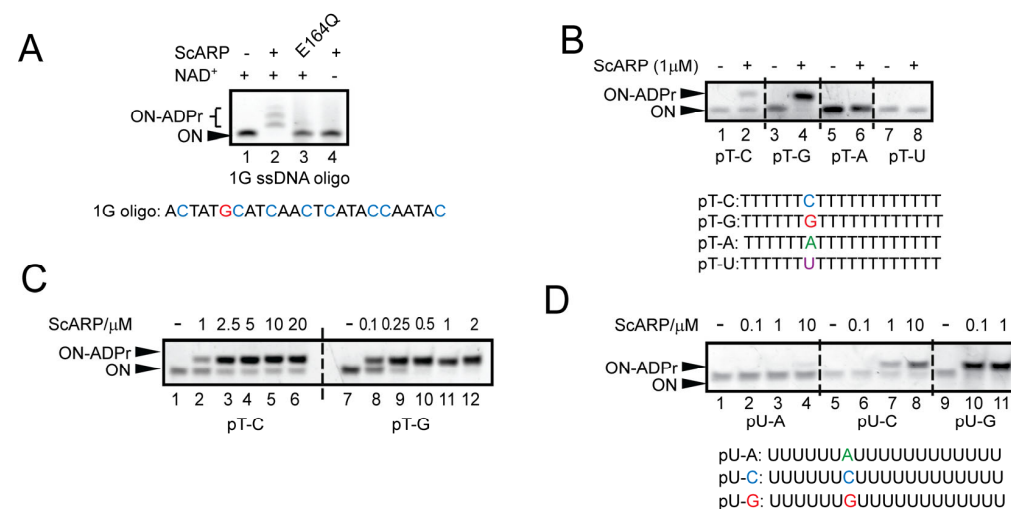 A
ScARP - + E164Q +
NAD+ + + + -
ON-ADPr
ON
1 2 3 4
1G ssDNA oligo
1G oligo: ACTATGCATCAACTCATACCAATAC
B
ScARP (1μM) - + - + - + - +
ON-ADPr
ON
1 2 3 4 5 6 7 8
pT-C pT-G pT-A pT-U
pT-C:TTTTTTCTTTTTTTTTTTT
pT-G:TTTTTTGTTTTTTTTTTTT
pT-A: TTTTTTATTTTTTTTTTTT
pT-U:TTTTTTUTTTTTTTTTTTT
C
ScARP/μM - 1 2.5 5 10 20 - 0.1 0.25 0.5 1 2
ON-ADPr
ON
1 2 3 4 5 6 7 8 9 10 11 12
pT-C pT-G
D
ScARP/μM - 0.1 1 10 - 0.1 1 10 - 0.1 1
ON-ADPr
ON
1 2 3 4 5 6 7 8 9 10 11
pU-A pU-C pU-G
pU-A: UUUUUUAUUUUUUUUUUUU
pU-C: UUUUUUCUUUUUUUUUUUU
pU-G: UUUUUUGUUUUUUUUUUUU